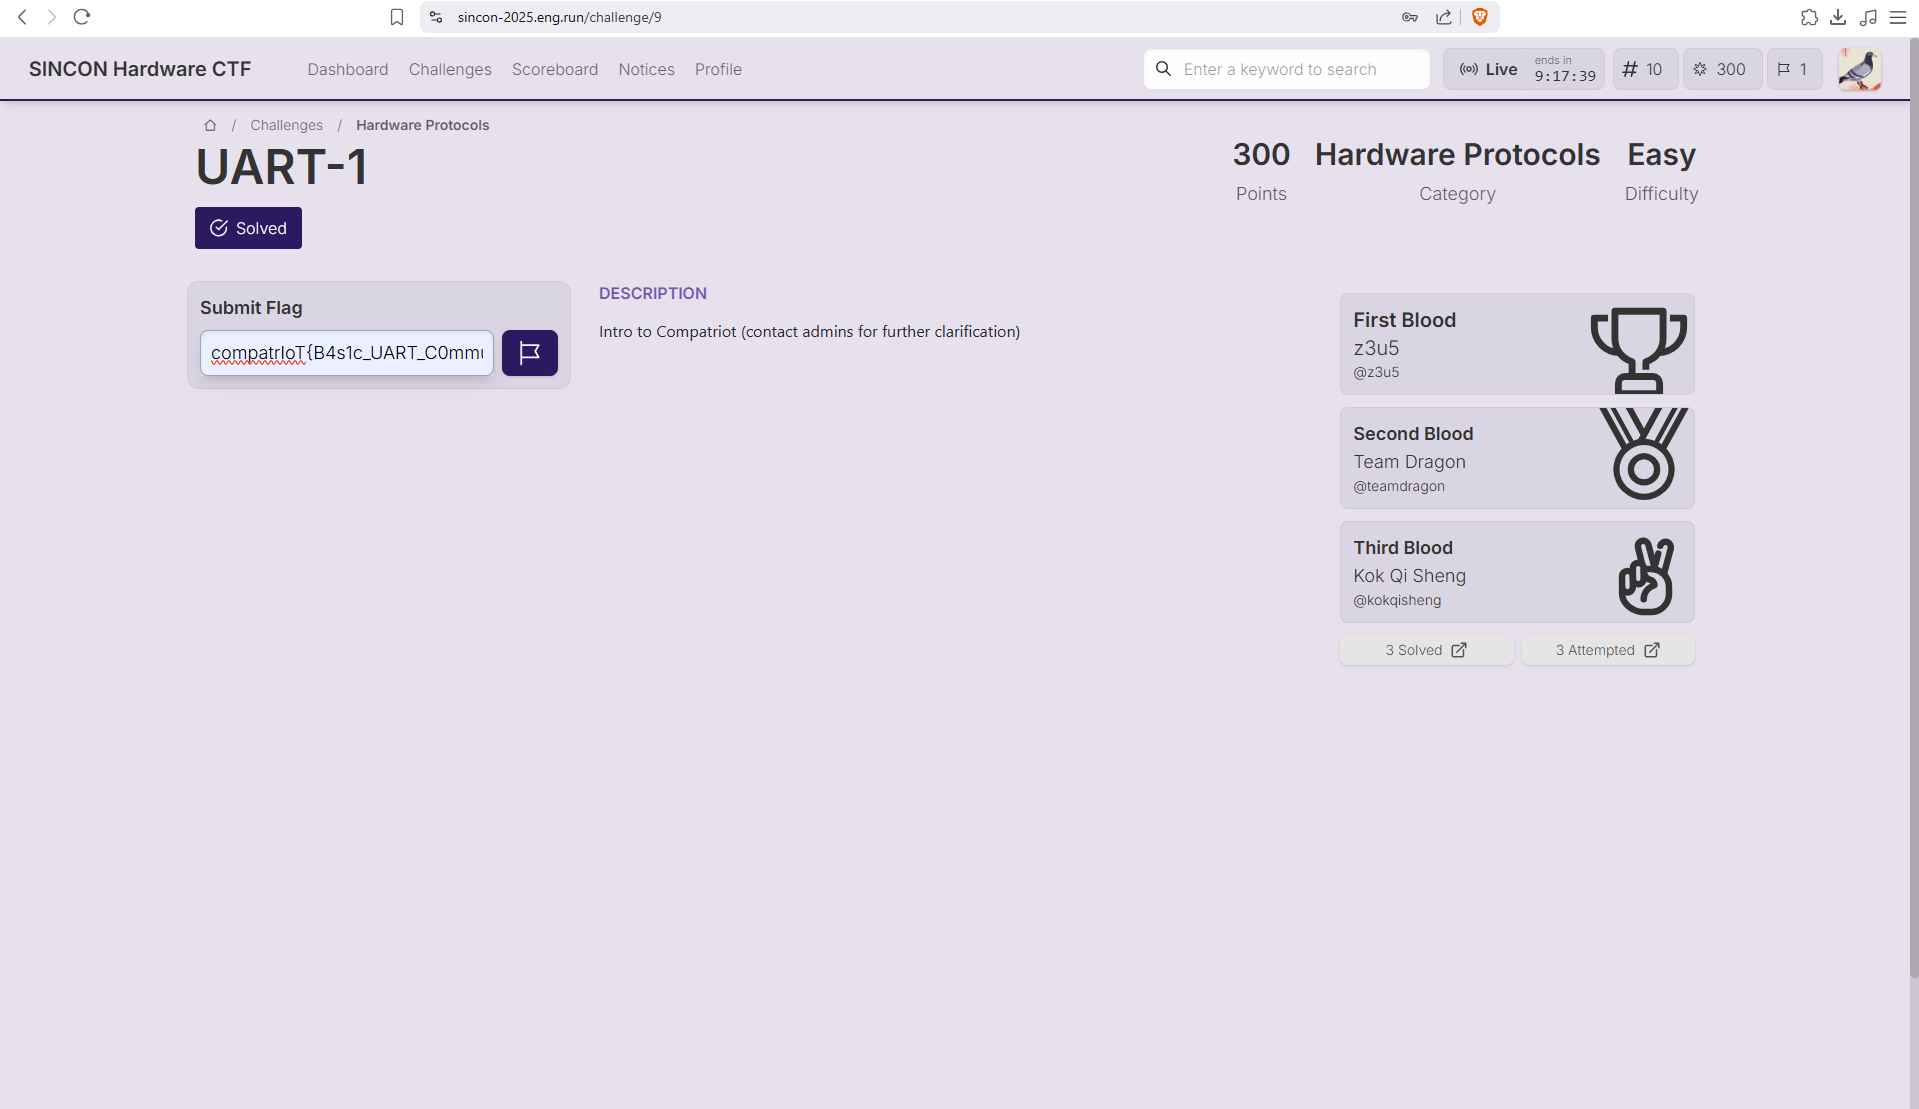 sincon-2025.eng.run/challenge/9
SINCON Hardware CTF
Dashboard
Challenges
Scoreboard
Notices
Profile
Enter a keyword to search
Live
ends in
9:17:39
# 10
300
1
/ Challenges / Hardware Protocols
UART-1
Solved
300
Points
Hardware Protocols
Category
Easy
Difficulty
Submit Flag
compatrIoT{B4s1c_UART_C0mmu
DESCRIPTION
Intro to Compatriot (contact admins for further clarification)
First Blood
z3u5
@z3u5
Second Blood
Team Dragon
@teamdragon
Third Blood
Kok Qi Sheng
@kokqisheng
3 Solved
3 Attempted